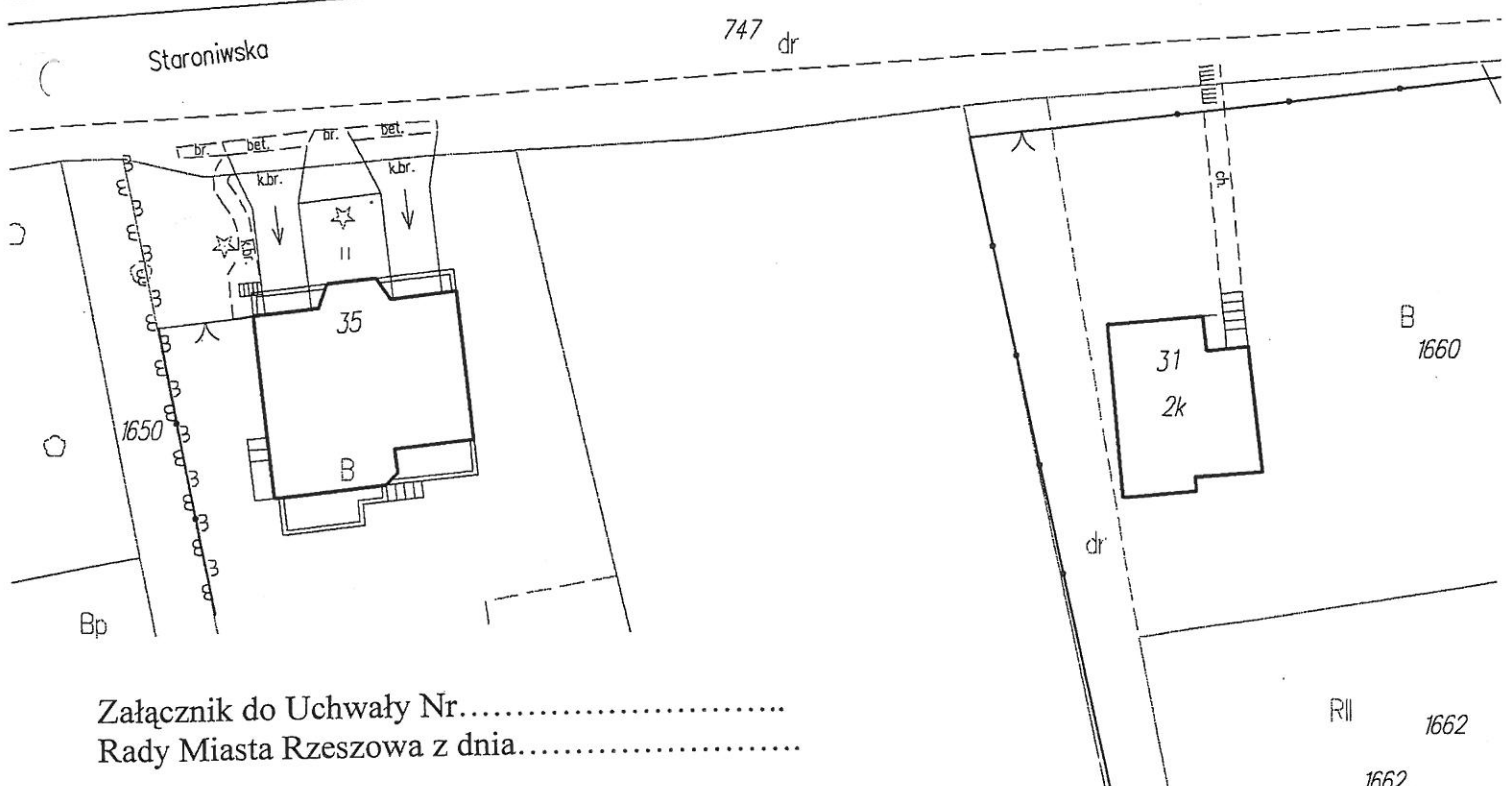 747 dr
Staroniwska
br. bet. br. bet.
k.br. k.br.
ch.
k.br.
35
31
2k
B
1660
1650
B
dr
Bp
RII 1662
1662
Załącznik do Uchwały Nr............................
Rady Miasta Rzeszowa z dnia........................